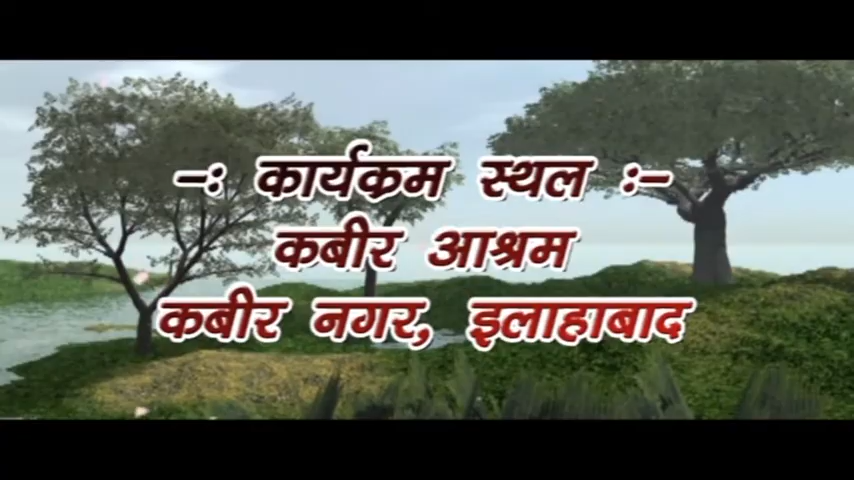 -: कार्यक्रम स्थल :-
कबीर आश्रम
कबीर नगर, इलाहाबाद